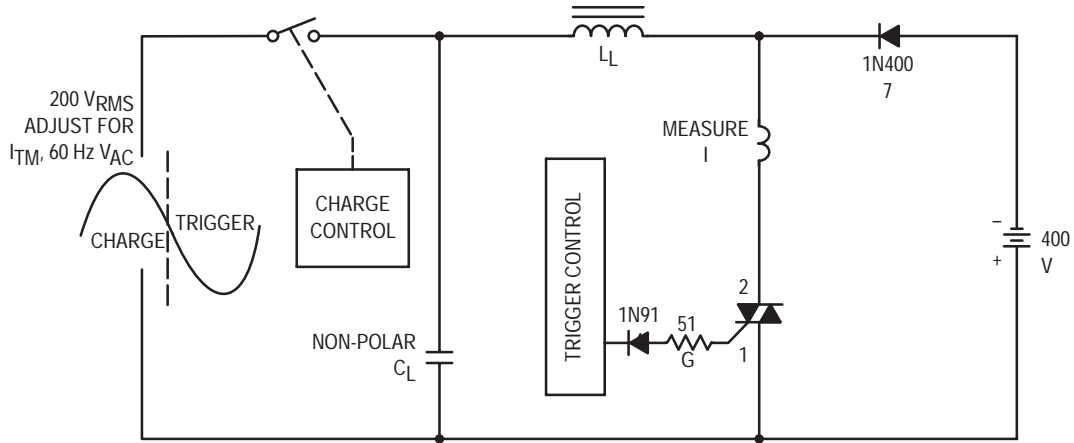 200 VRMS
ADJUST FOR
ITM, 60 Hz VAC
CHARGE
TRIGGER
CHARGE
CONTROL
NON-POLAR
CL
LL
MEASURE
I
TRIGGER CONTROL
1N91
51
G
2
1
1N400
7
–
+
400
V